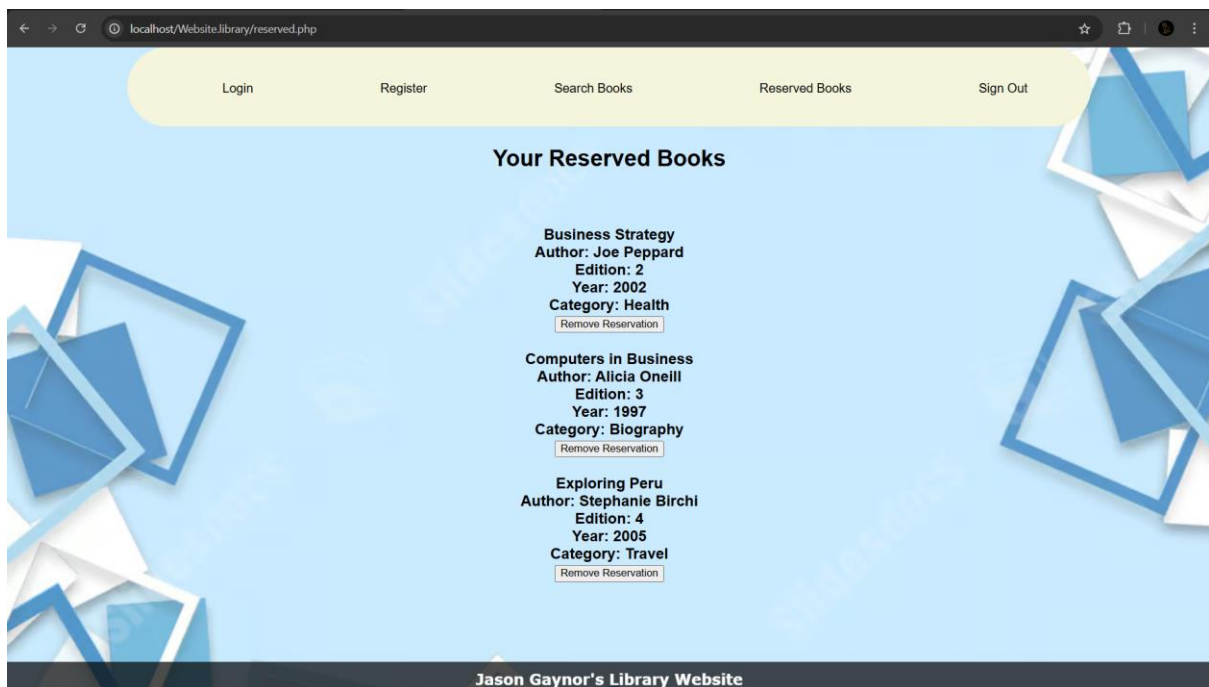 localhost/Website.library/reserved.php
Login Register Search Books Reserved Books Sign Out
Your Reserved Books
Business Strategy
Author: Joe Peppard
Edition: 2
Year: 2002
Category: Health
Remove Reservation
Computers in Business
Author: Alicia Oneill
Edition: 3
Year: 1997
Category: Biography
Remove Reservation
Exploring Peru
Author: Stephanie Birchi
Edition: 4
Year: 2005
Category: Travel
Remove Reservation
Jason Gaynor's Library Website